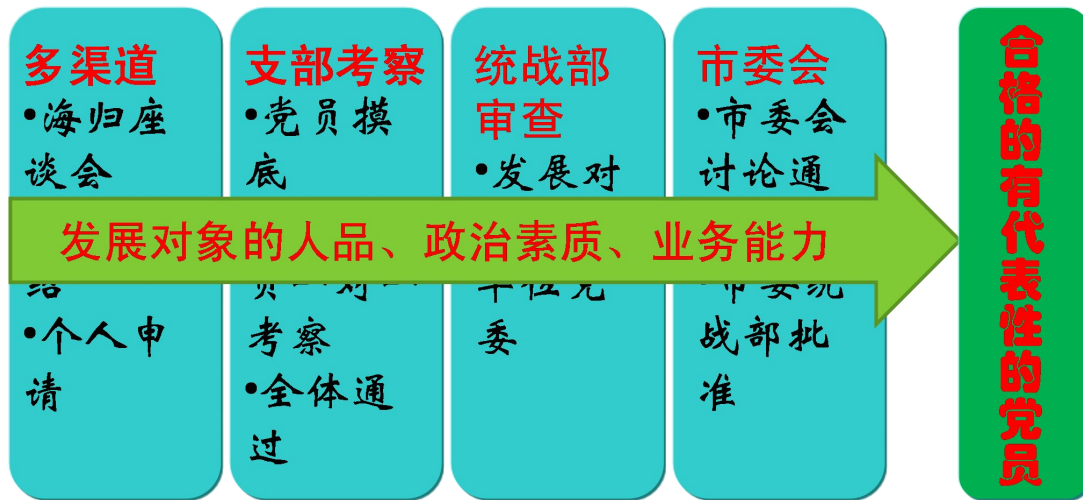 多渠道
•海归座
谈会
•个人申
请
支部考察
•党员摸
底
考察
•全体通
过
统战部
审查
•发展对
委
市委会
•市委会
讨论通
战部批
准
发展对象的人品、政治素质、业务能力
合格的有代表性的党员